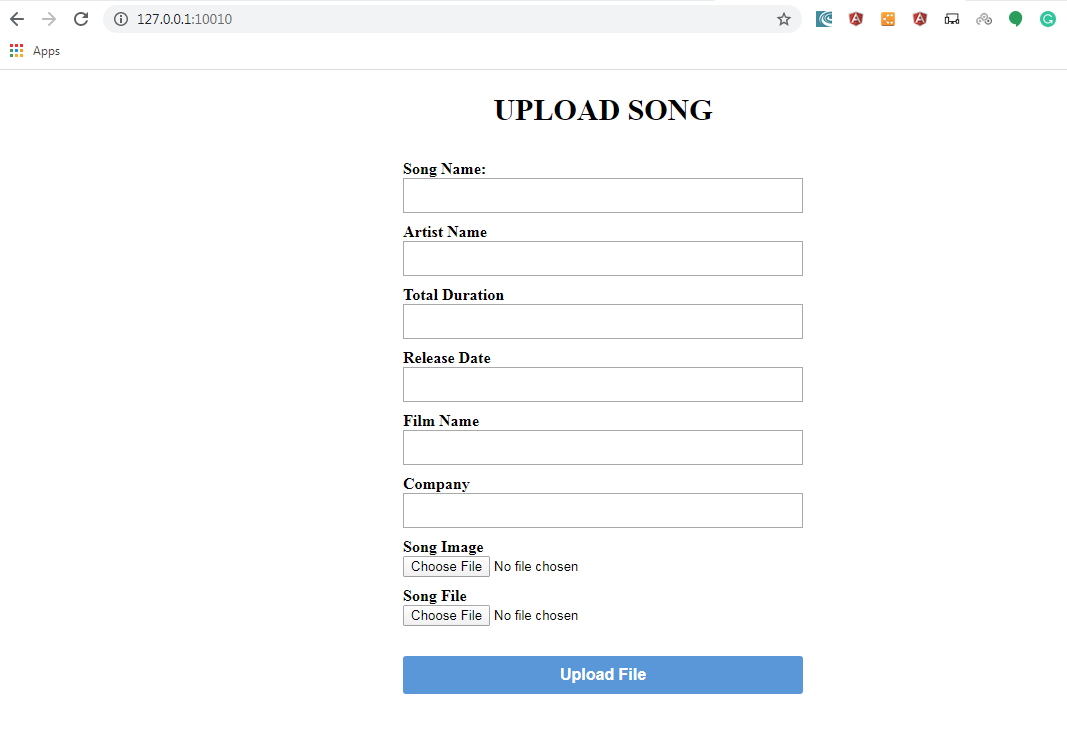 127.0.0.1:10010
Apps
UPLOAD SONG
Song Name:
Artist Name
Total Duration
Release Date
Film Name
Company
Song Image
Choose File No file chosen
Song File
Choose File No file chosen
Upload File